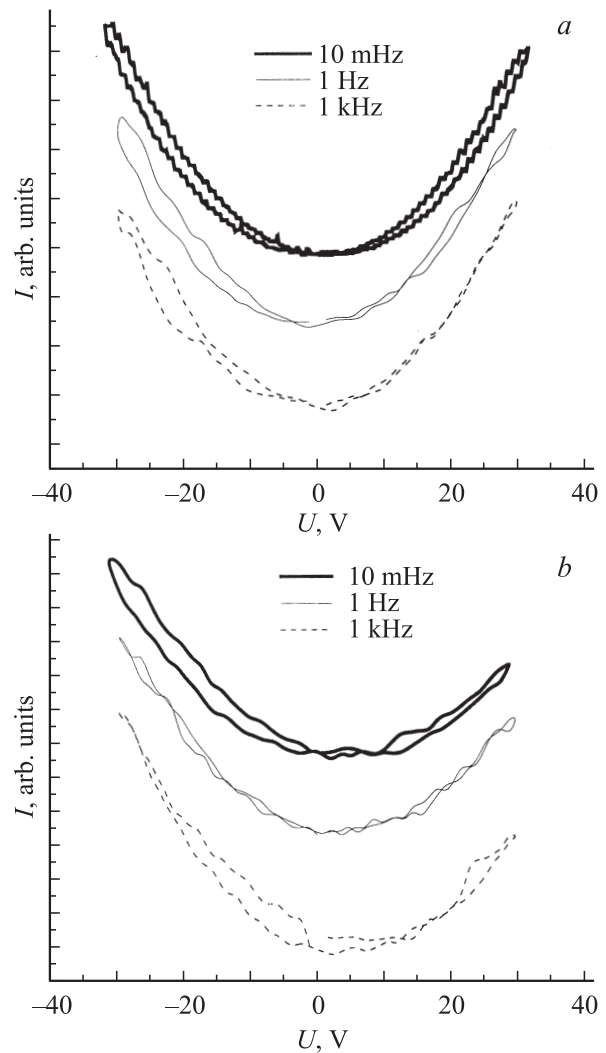 a
10 mHz
1 Hz
1 kHz
I, arb. units
–40 –20 0 20 40
U, V
b
10 mHz
1 Hz
1 kHz
I, arb. units
–40 –20 0 20 40
U, V